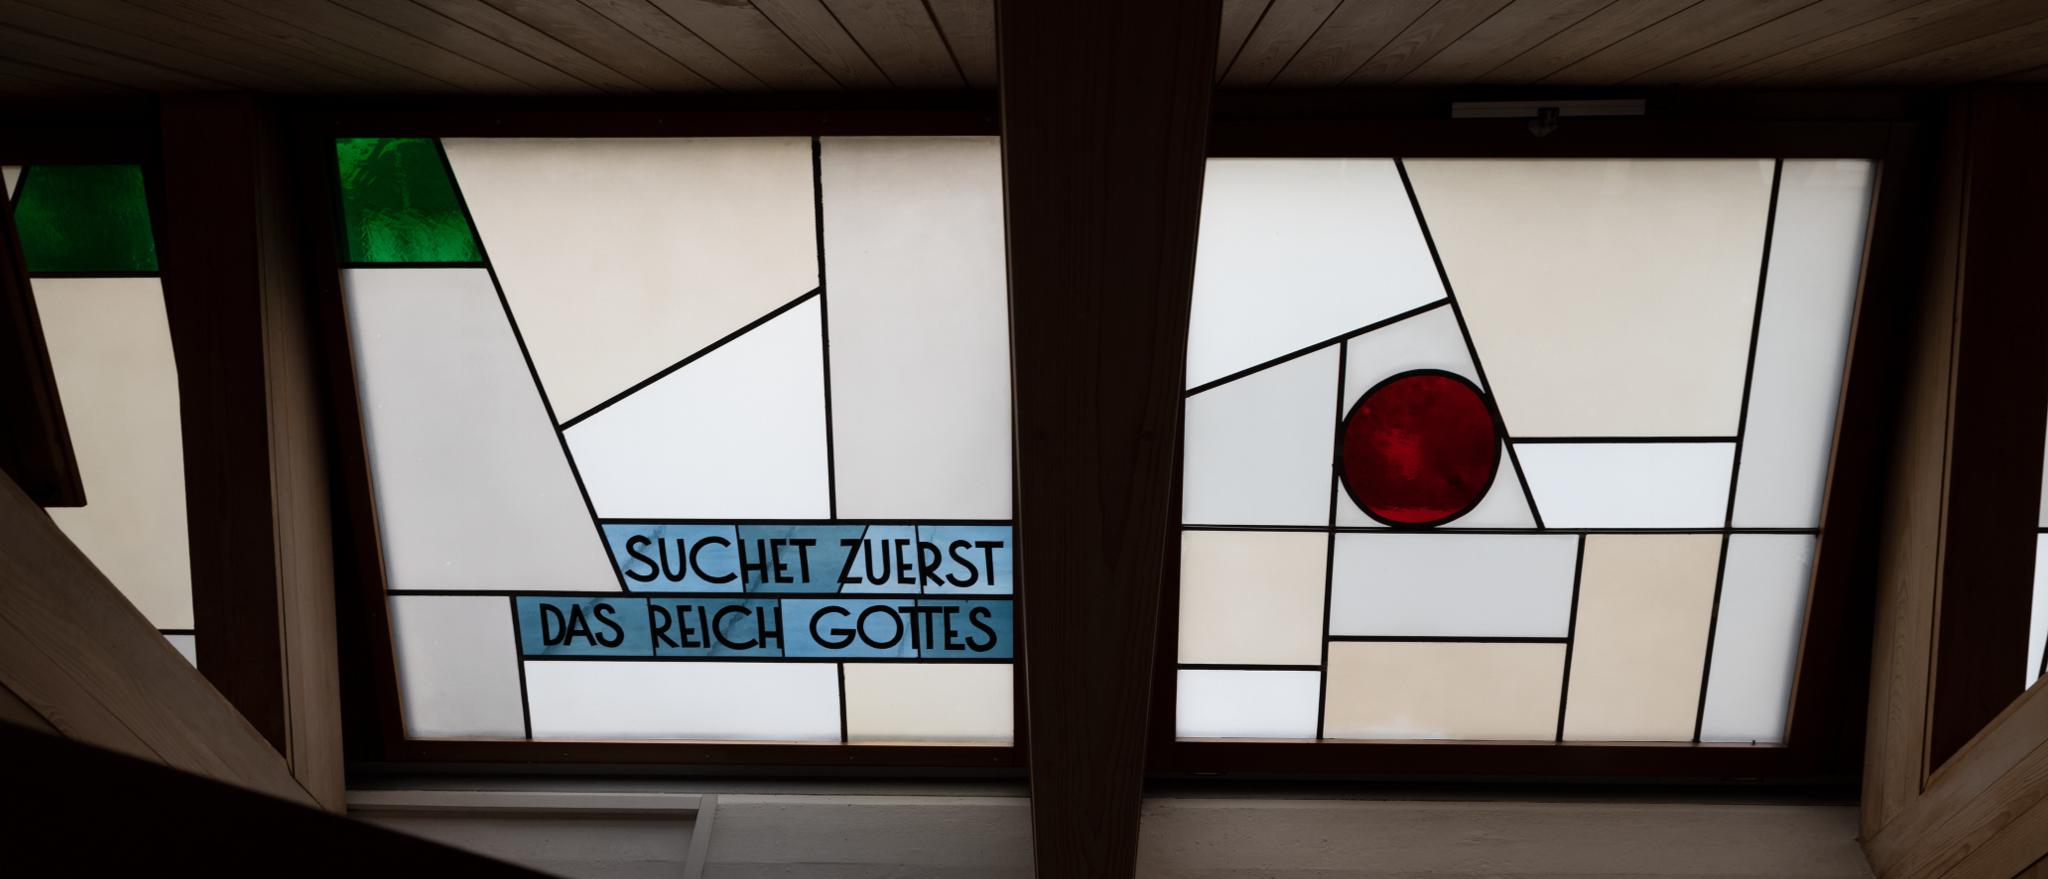 SUCHET ZUERST
DAS REICH GOTTES